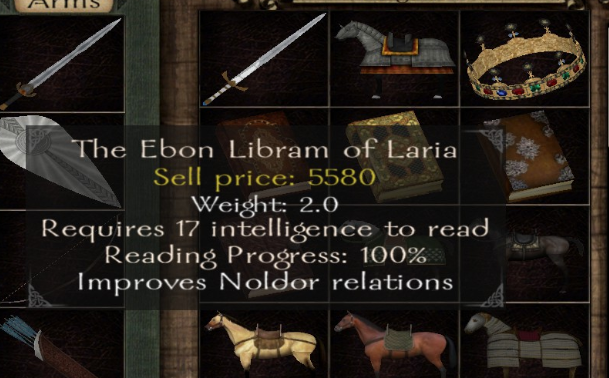 Arms
The Ebon Libram of Laria
Sell price: 5580
Weight: 2.0
Requires 17 intelligence to read
Reading Progress: 100%
Improves Noldor relations